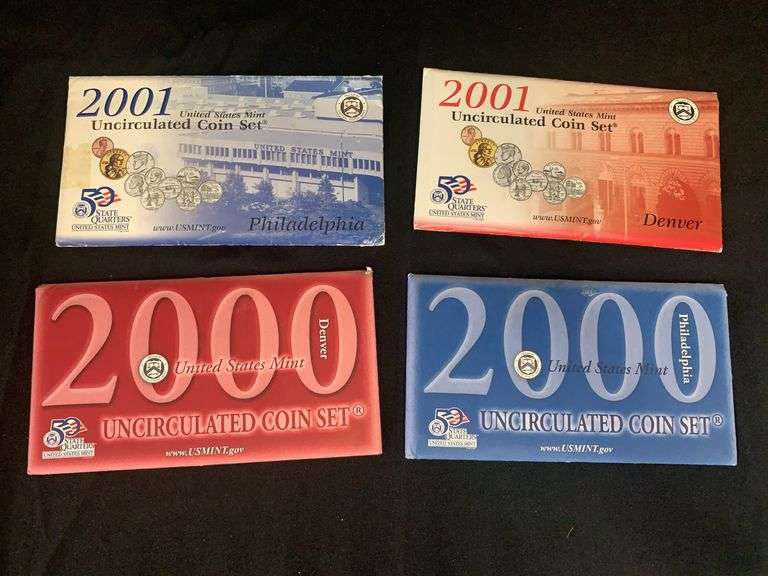 2001
United States Mint
Uncirculated Coin Set®
UNITED STATES MINT
50
STATE
QUARTERS
UNITED STATES MINT
www.USMINT.gov
Philadelphia
2001
United States Mint
Uncirculated Coin Set®
50
STATE
QUARTERS
UNITED STATES MINT
www.USMINT.gov
Denver
2000
Denver
United States Mint
UNCIRCULATED COIN SET®
50
STATE
QUARTERS
UNITED STATES MINT
www.USMINT.gov
2000
Philadelphia
United States Mint
UNCIRCULATED COIN SET®
50
STATE
QUARTERS
UNITED STATES MINT
www.USMINT.gov